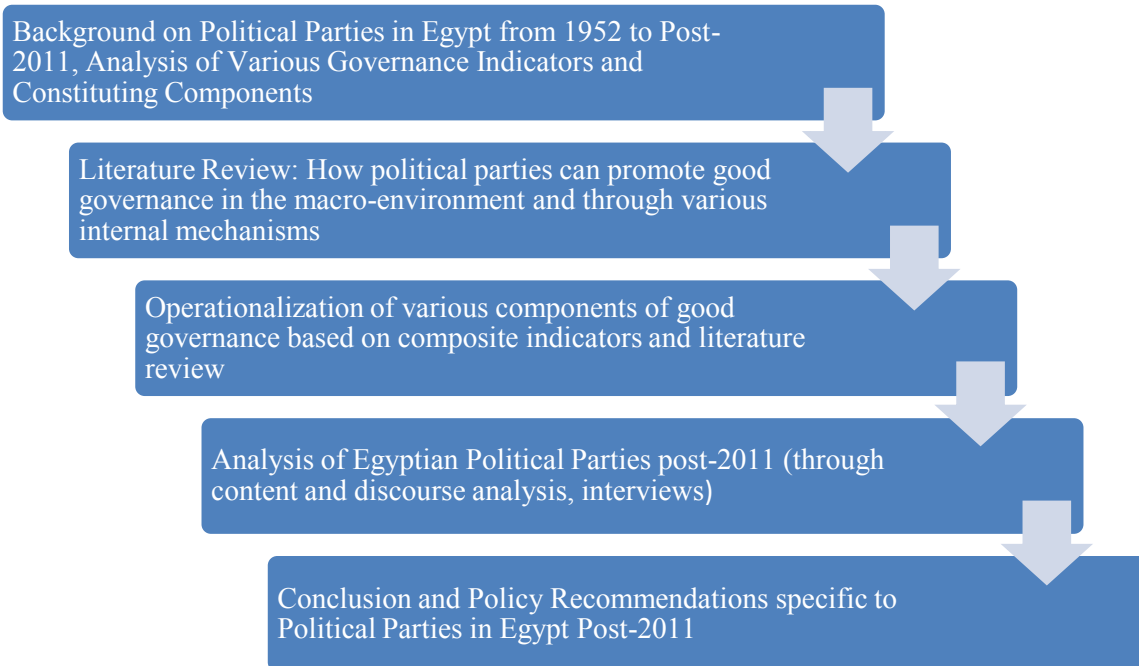 Background on Political Parties in Egypt from 1952 to Post-
2011, Analysis of Various Governance Indicators and
Constituting Components
Literature Review: How political parties can promote good
governance in the macro-environment and through various
internal mechanisms
Operationalization of various components of good
governance based on composite indicators and literature
review
Analysis of Egyptian Political Parties post-2011 (through
content and discourse analysis, interviews)
Conclusion and Policy Recommendations specific to
Political Parties in Egypt Post-2011